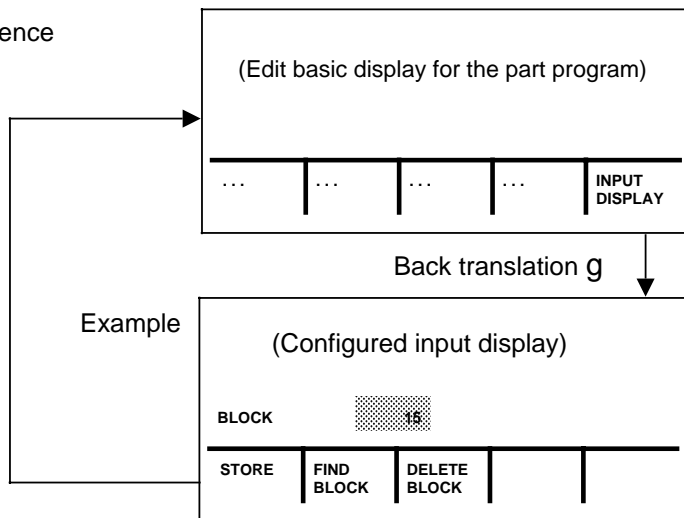 ence
(Edit basic display for the part program)
... ... ... ... INPUT
DISPLAY
Back translation g
Example
(Configured input display)
BLOCK 15
STORE FIND DELETE
BLOCK BLOCK